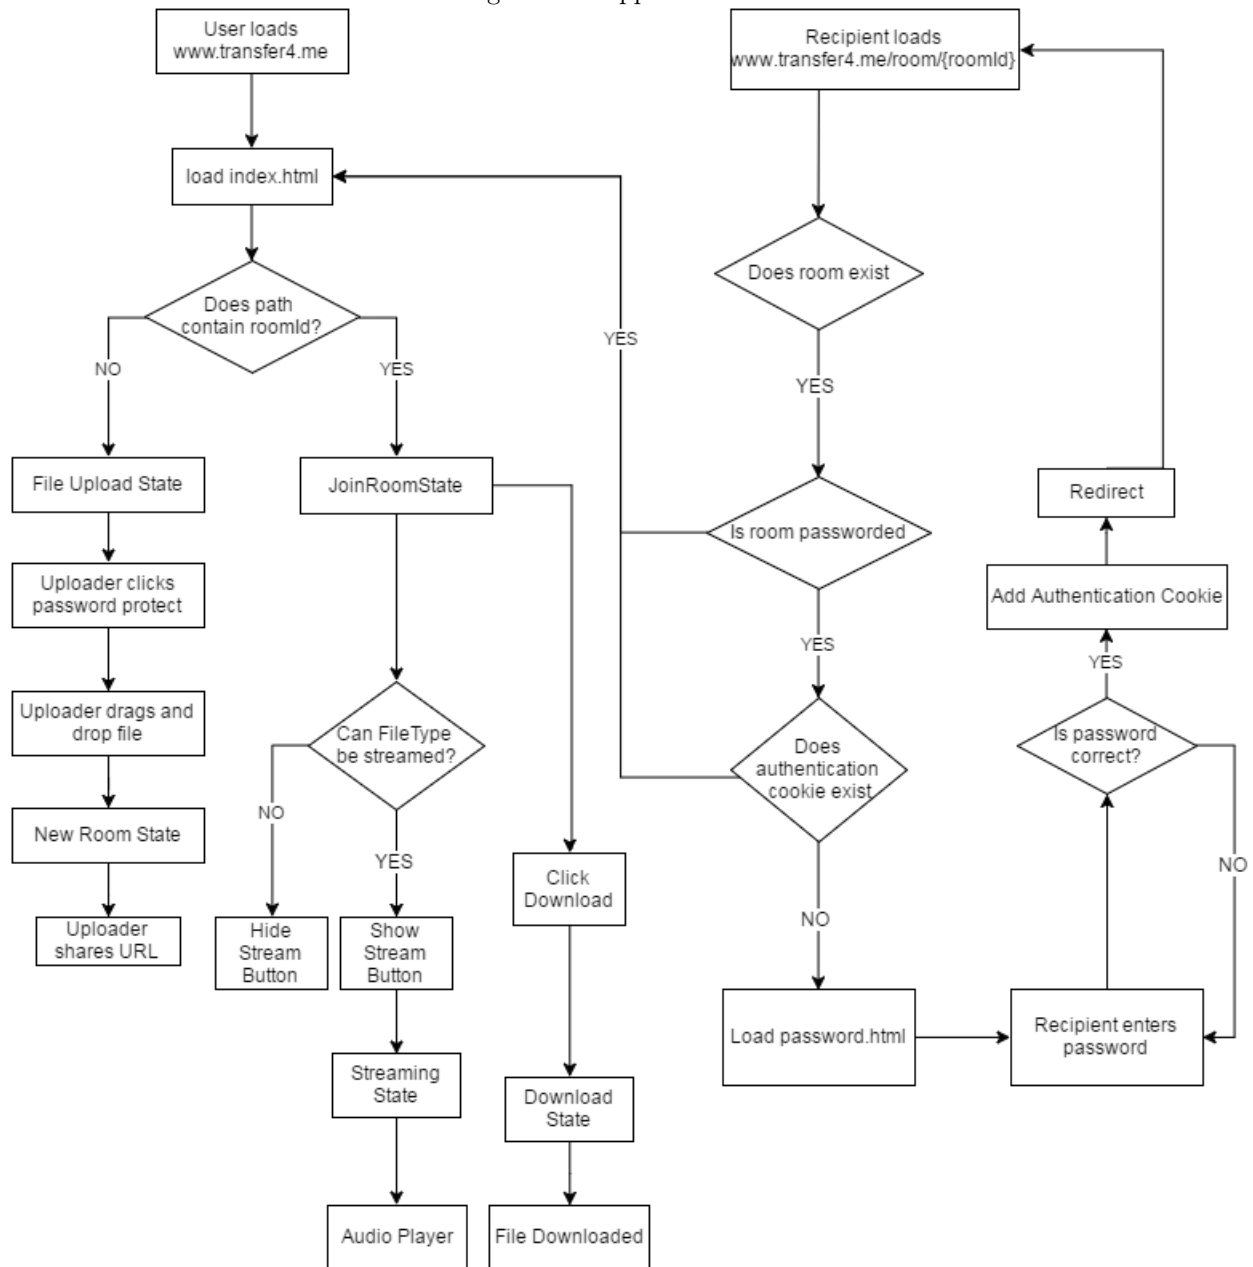 User loads
www.transfer4.me
load index.html
Does path
contain roomId?
NO
YES
File Upload State
Uploader clicks
password protect
Uploader drags and
drop file
New Room State
Uploader
shares URL
JoinRoomState
Can FileType
be streamed?
NO
YES
Hide
Stream
Button
Show
Stream
Button
Streaming
State
Audio Player
Click
Download
Download
State
File Downloaded
YES
Recipient loads
www.transfer4.me/room/{roomId}
Does room exist
YES
Is room passworded
YES
Does
authentication
cookie exist
NO
Load password.html
Recipient enters
password
Is password
correct?
YES
NO
Add Authentication Cookie
Redirect